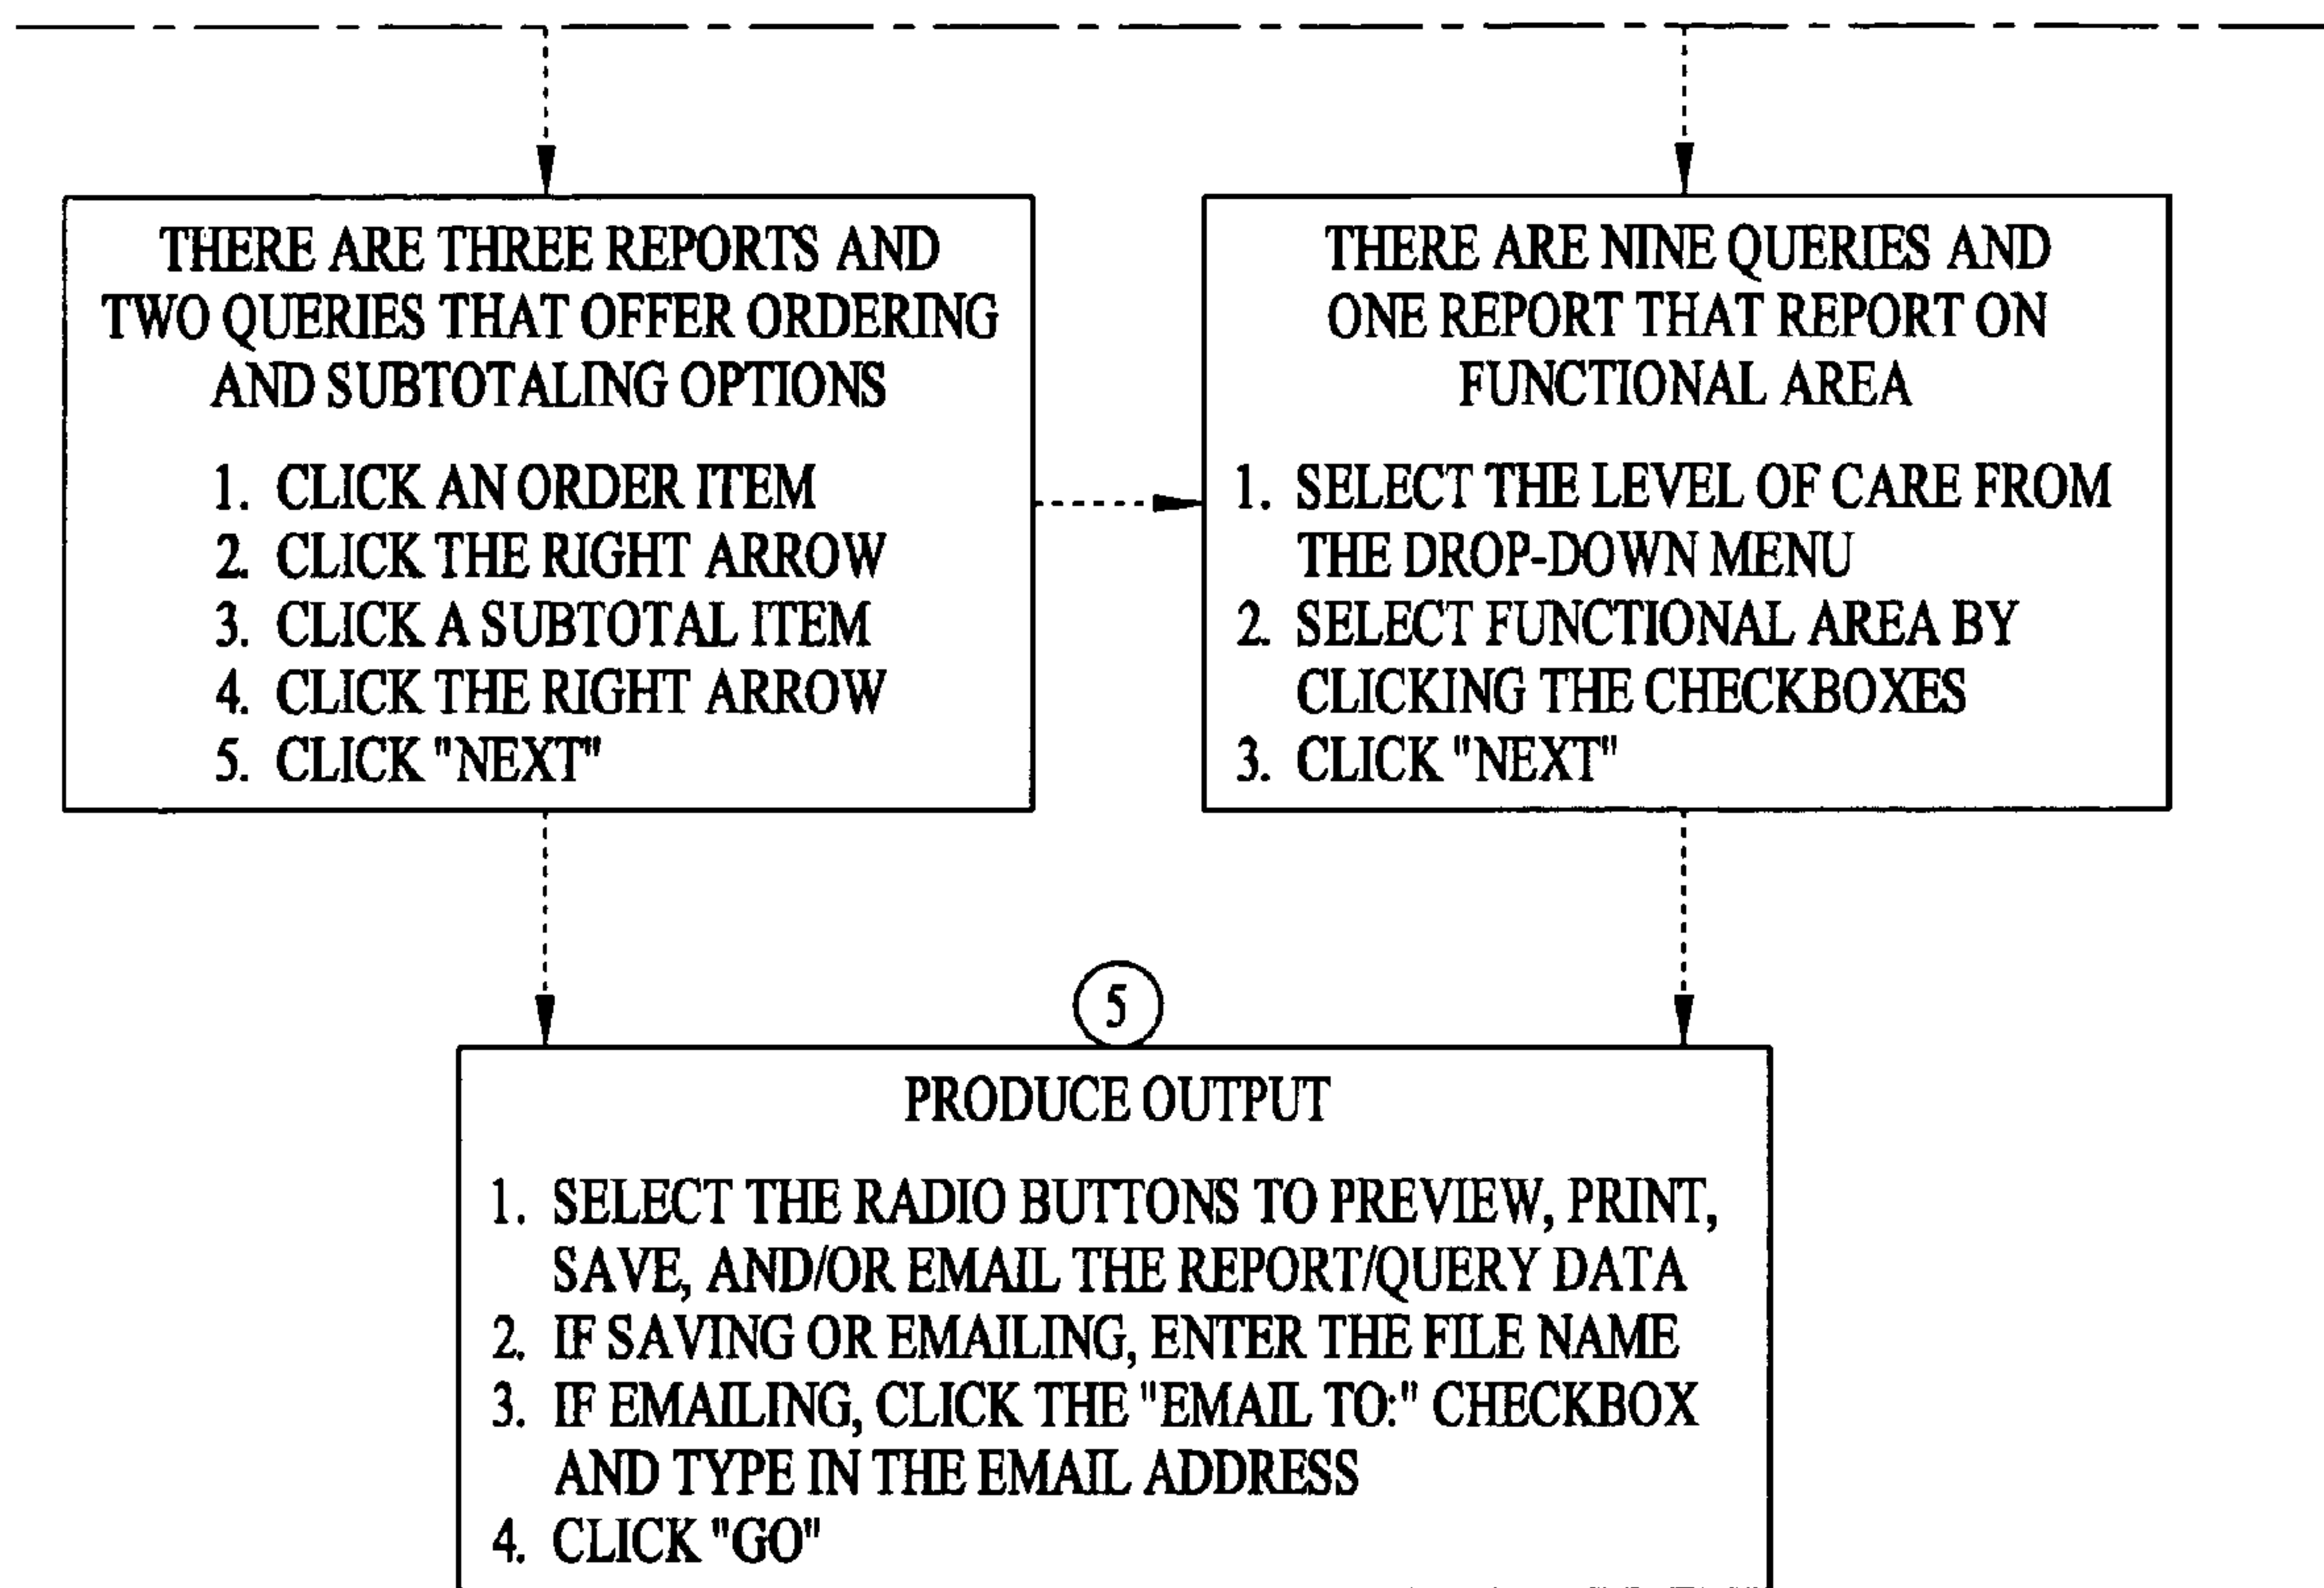 THERE ARE THREE REPORTS AND
TWO QUERIES THAT OFFER ORDERING
AND SUBTOTALING OPTIONS
1. CLICK AN ORDER ITEM
2. CLICK THE RIGHT ARROW
3. CLICK A SUBTOTAL ITEM
4. CLICK THE RIGHT ARROW
5. CLICK "NEXT"
THERE ARE NINE QUERIES AND
ONE REPORT THAT REPORT ON
FUNCTIONAL AREA
1. SELECT THE LEVEL OF CARE FROM
THE DROP-DOWN MENU
2. SELECT FUNCTIONAL AREA BY
CLICKING THE CHECKBOXES
3. CLICK "NEXT"
5
PRODUCE OUTPUT
1. SELECT THE RADIO BUTTONS TO PREVIEW, PRINT,
SAVE, AND/OR EMAIL THE REPORT/QUERY DATA
2. IF SAVING OR EMAILING, ENTER THE FILE NAME
3. IF EMAILING, CLICK THE "EMAIL TO:" CHECKBOX
AND TYPE IN THE EMAIL ADDRESS
4. CLICK "GO"